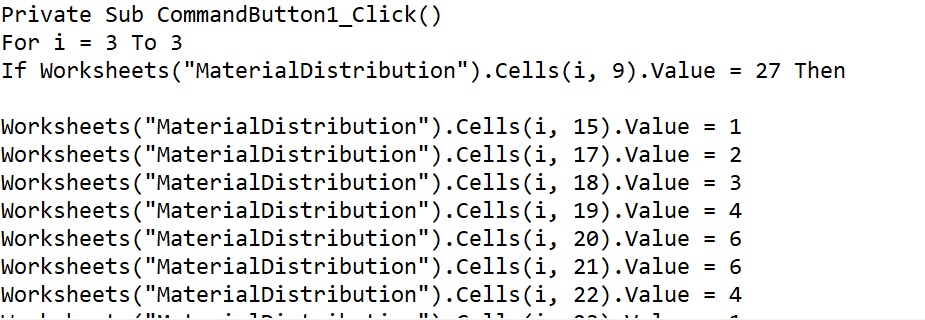 Private Sub CommandButton1_Click()
For i = 3 To 3
If Worksheets("MaterialDistribution").Cells(i, 9).Value = 27 Then
Worksheets("MaterialDistribution").Cells(i, 15).Value = 1
Worksheets("MaterialDistribution").Cells(i, 17).Value = 2
Worksheets("MaterialDistribution").Cells(i, 18).Value = 3
Worksheets("MaterialDistribution").Cells(i, 19).Value = 4
Worksheets("MaterialDistribution").Cells(i, 20).Value = 6
Worksheets("MaterialDistribution").Cells(i, 21).Value = 6
Worksheets("MaterialDistribution").Cells(i, 22).Value = 4